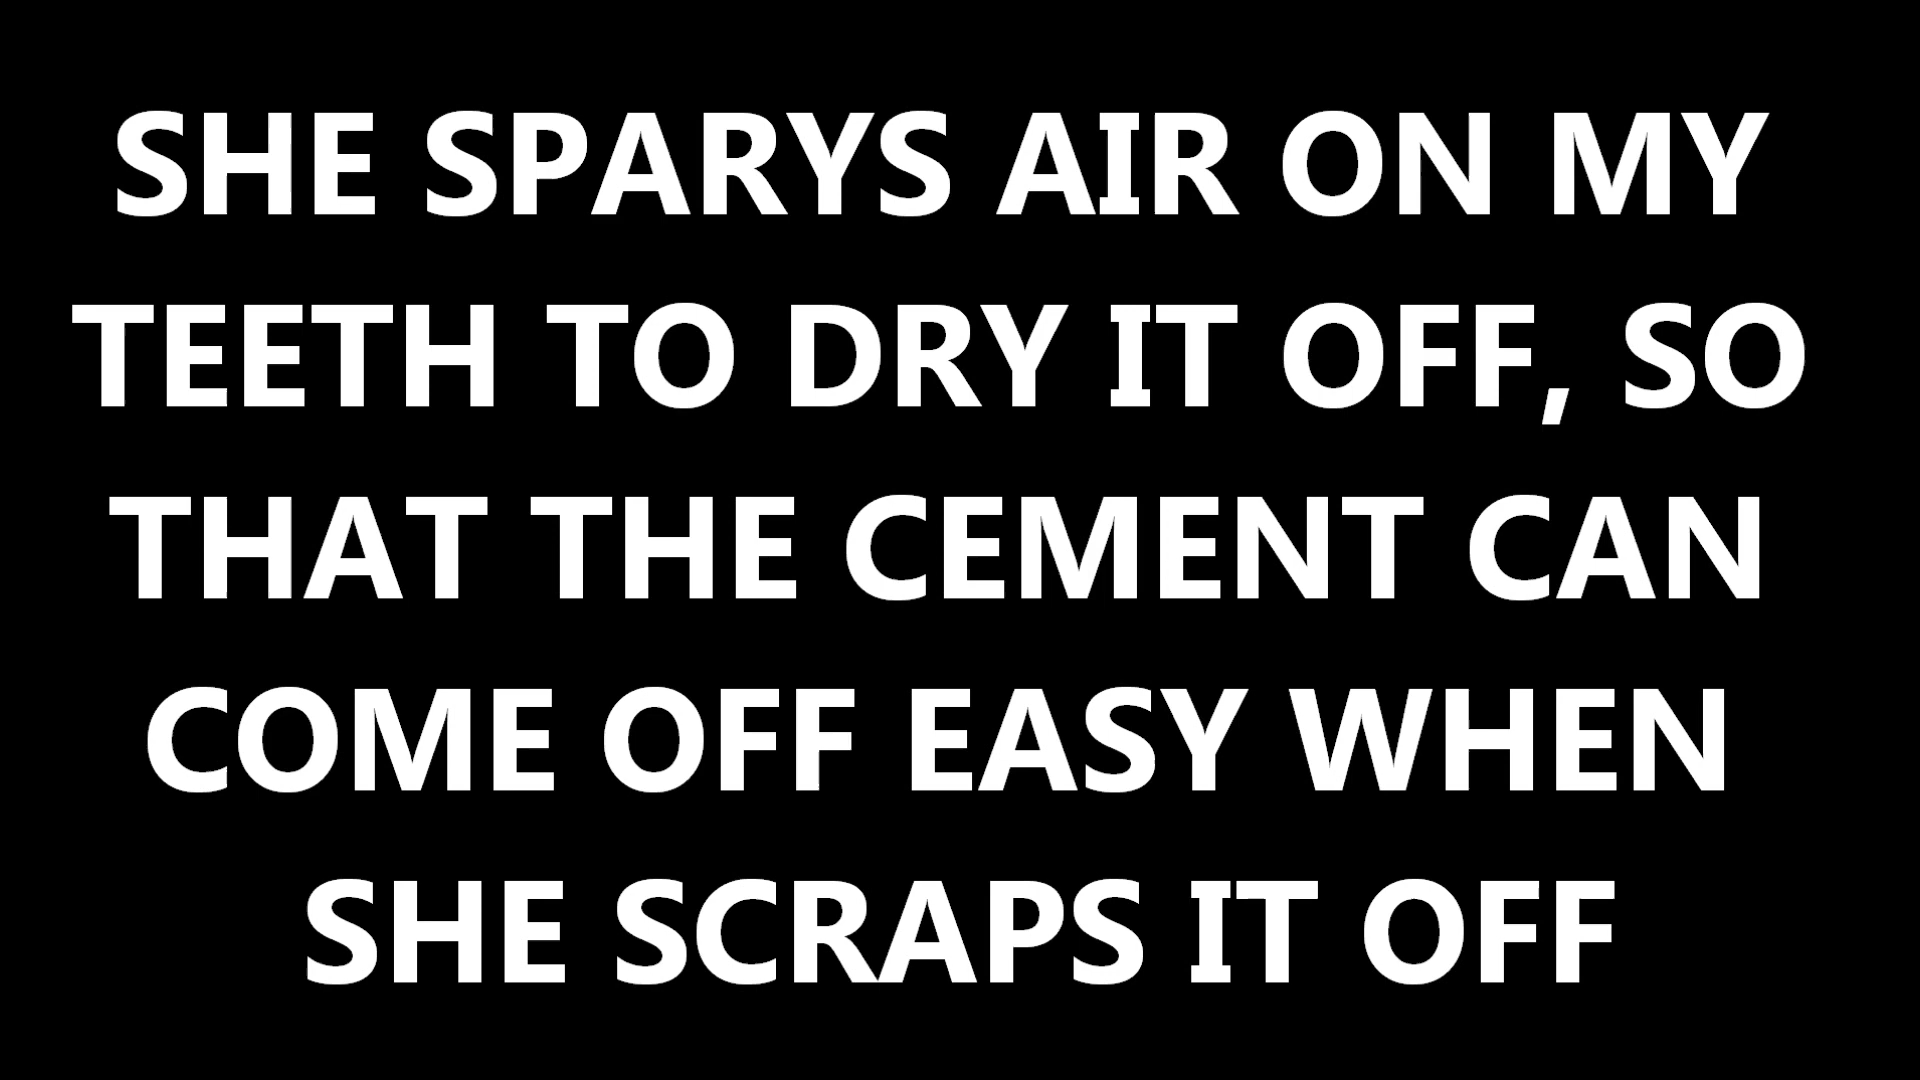 SHE SPARYS AIR ON MY
TEETH TO DRY IT OFF, SO
THAT THE CEMENT CAN
COME OFF EASY WHEN
SHE SCRAPS IT OFF